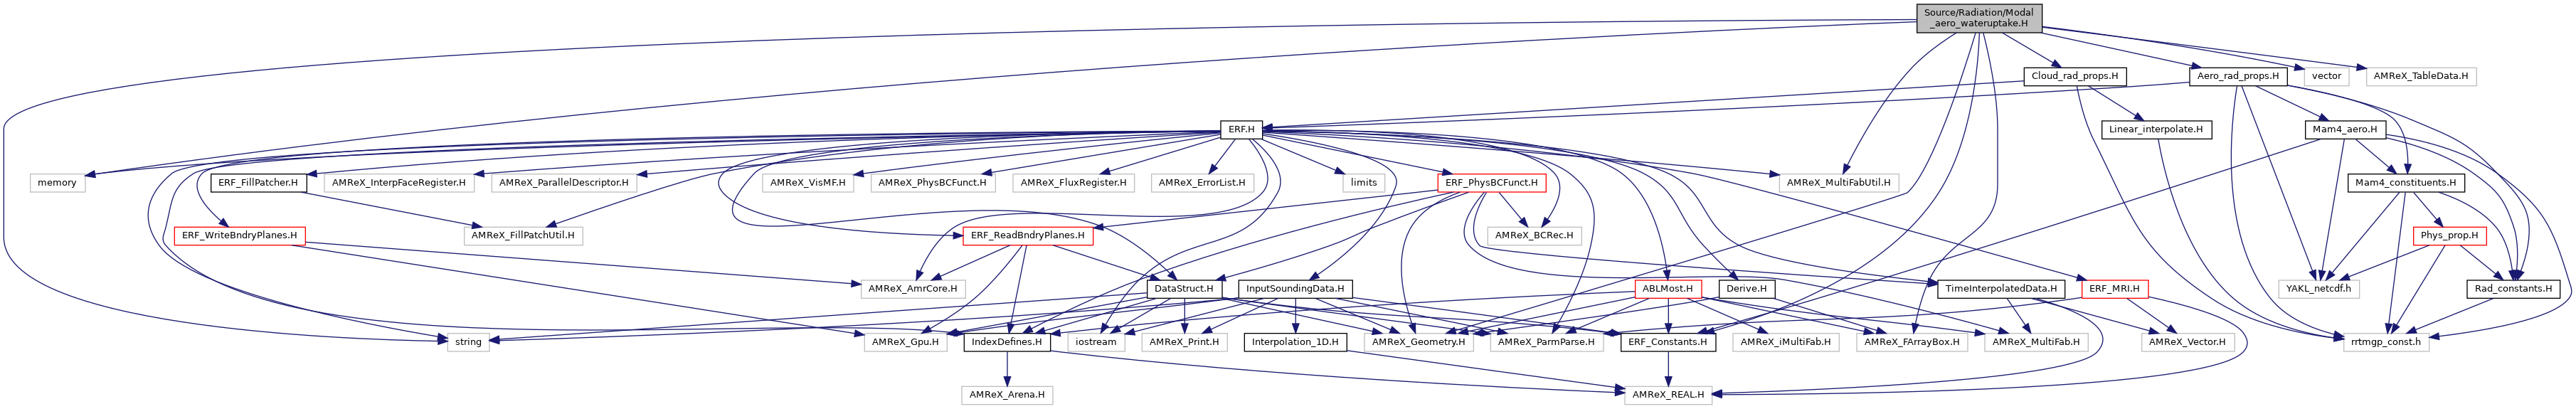 Source/Radiation/Modal
_aero_wateruptake.H
Cloud_rad_props.H
Aero_rad_props.H
vector
AMReX_TableData.H
ERF.H
Linear_interpolate.H
Mam4_aero.H
memory
ERF_FillPatcher.H
AMReX_InterpFaceRegister.H
AMReX_ParallelDescriptor.H
AMReX_VisMF.H
AMReX_PhysBCFunct.H
AMReX_FluxRegister.H
AMReX_ErrorList.H
limits
ERF_PhysBCFunct.H
AMReX_MultiFabUtil.H
Mam4_constituents.H
ERF_WriteBndryPlanes.H
AMReX_FillPatchUtil.H
ERF_ReadBndryPlanes.H
AMReX_BCRec.H
Phys_prop.H
AMReX_AmrCore.H
DataStruct.H
InputSoundingData.H
ABLMost.H
Derive.H
TimeInterpolatedData.H
ERF_MRI.H
YAKL_netcdf.h
Rad_constants.H
string
AMReX_Gpu.H
IndexDefines.H
iostream
AMReX_Print.H
Interpolation_1D.H
AMReX_Geometry.H
AMReX_ParmParse.H
ERF_Constants.H
AMReX_iMultiFab.H
AMReX_FArrayBox.H
AMReX_MultiFab.H
AMReX_Vector.H
rrtmgp_const.h
AMReX_Arena.H
AMReX_REAL.H